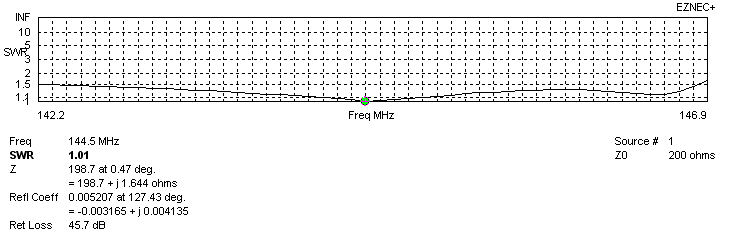 EZNEC+
INF
10
5
SWR
3
2
1.5
1.1
142.2 Freq MHz 146.9
Freq 144.5 MHz Source # 1
SWR 1.01 Z0 200 ohms
Z 198.7 at 0.47 deg.
= 198.7 + j 1.644 ohms
Refl Coeff 0.005207 at 127.43 deg.
= -0.003165 + j 0.004135
Ret Loss 45.7 dB